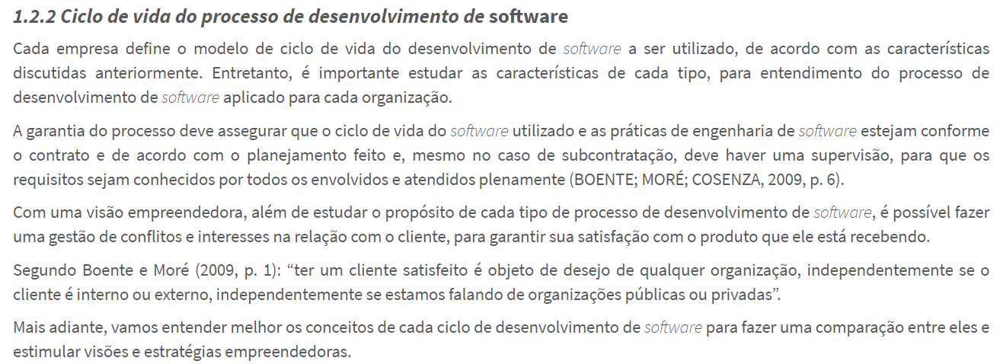 1.2.2 Ciclo de vida do processo de desenvolvimento de software
Cada empresa define o modelo de ciclo de vida do desenvolvimento de software a ser utilizado, de acordo com as características
discutidas anteriormente. Entretanto, é importante estudar as características de cada tipo, para entendimento do processo de
desenvolvimento de software aplicado para cada organização.
A garantia do processo deve assegurar que o ciclo de vida do software utilizado e as práticas de engenharia de software estejam conforme
o contrato e de acordo com o planejamento feito e, mesmo no caso de subcontratação, deve haver uma supervisão, para que os
requisitos sejam conhecidos por todos os envolvidos e atendidos plenamente (BOENTE; MORÉ; COSENZA, 2009, p. 6).
Com uma visão empreendedora, além de estudar o propósito de cada tipo de processo de desenvolvimento de software, é possível fazer
uma gestão de conflitos e interesses na relação com o cliente, para garantir sua satisfação com o produto que ele está recebendo.
Segundo Boente e Moré (2009, p. 1): “ter um cliente satisfeito é objeto de desejo de qualquer organização, independentemente se o
cliente é interno ou externo, independentemente se estamos falando de organizações públicas ou privadas”.
Mais adiante, vamos entender melhor os conceitos de cada ciclo de desenvolvimento de software para fazer uma comparação entre eles e
estimular visões e estratégias empreendedoras.